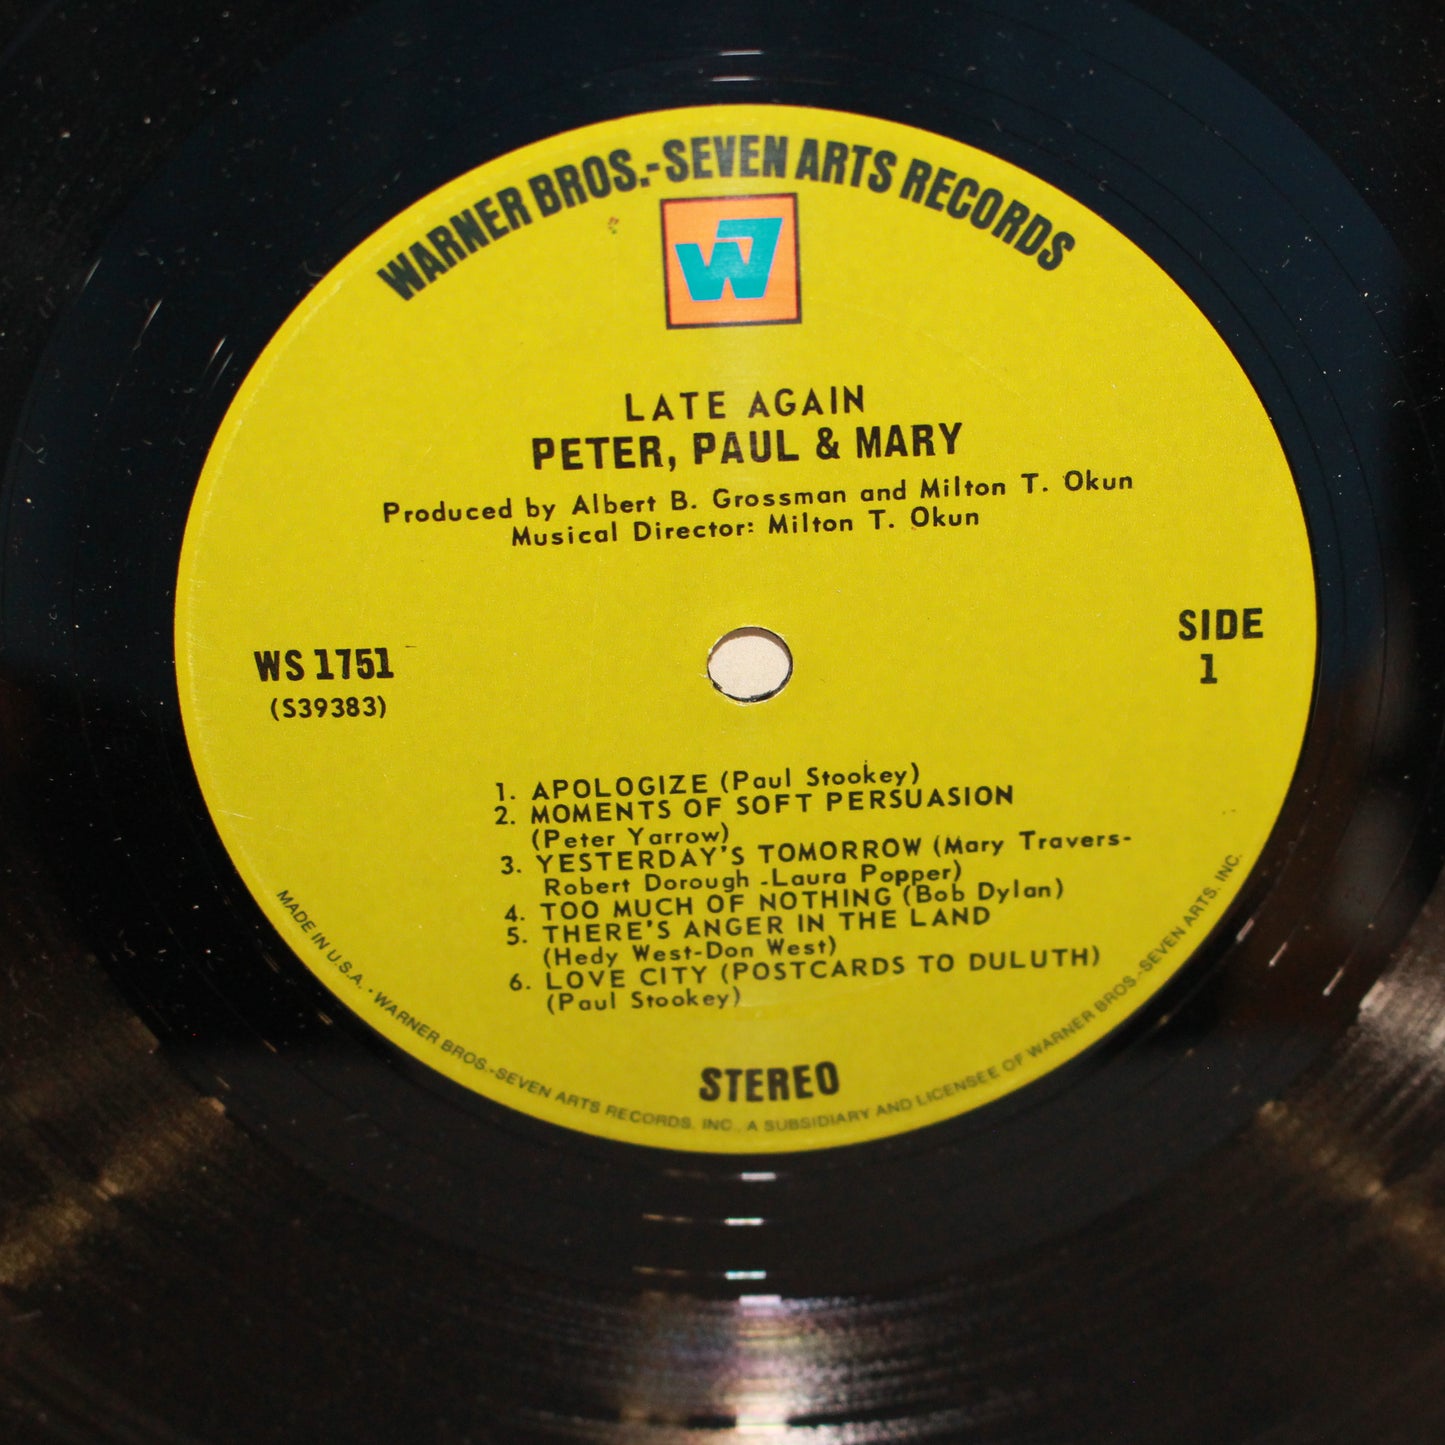 WARNER BROS.-SEVEN ARTS RECORDS
W7
LATE AGAIN
PETER, PAUL & MARY
Produced by Albert B. Grossman and Milton T. Okun
Musical Director: Milton T. Okun
WS 1751
(S39383)
SIDE
1
1. APOLOGIZE (Paul Stookey)
2. MOMENTS OF SOFT PERSUASION
(Peter Yarrow)
3. YESTERDAY'S TOMORROW (Mary Travers-
Robert Dorough -Laura Popper)
4. TOO MUCH OF NOTHING (Bob Dylan)
5. THERE'S ANGER IN THE LAND
(Hedy West-Don West)
6. LOVE CITY (POSTCARDS TO DULUTH)
(Paul Stookey)
STEREO
MADE IN U.S.A. • WARNER BROS.-SEVEN ARTS RECORDS, INC., A SUBSIDIARY AND LICENSEE OF WARNER BROS.-SEVEN ARTS, INC.